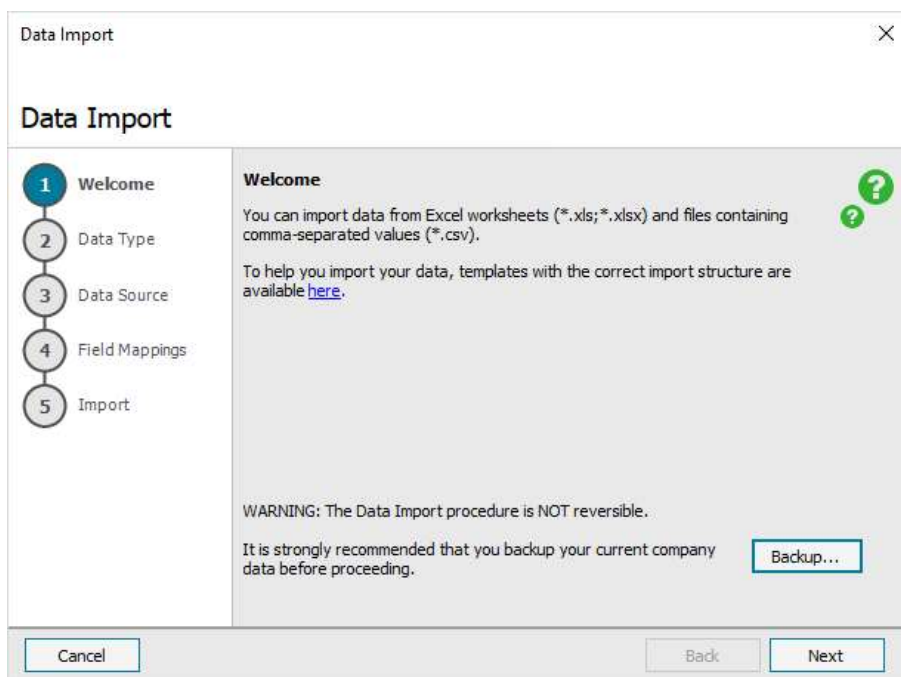 Data Import
Data Import
1 Welcome
2 Data Type
3 Data Source
4 Field Mappings
5 Import
Welcome
You can import data from Excel worksheets (*.xls;*.xlsx) and files containing
comma-separated values (*.csv).
To help you import your data, templates with the correct import structure are
available here.
WARNING: The Data Import procedure is NOT reversible.
It is strongly recommended that you backup your current company
data before proceeding.
Backup...
? ?
Cancel
Back
Next